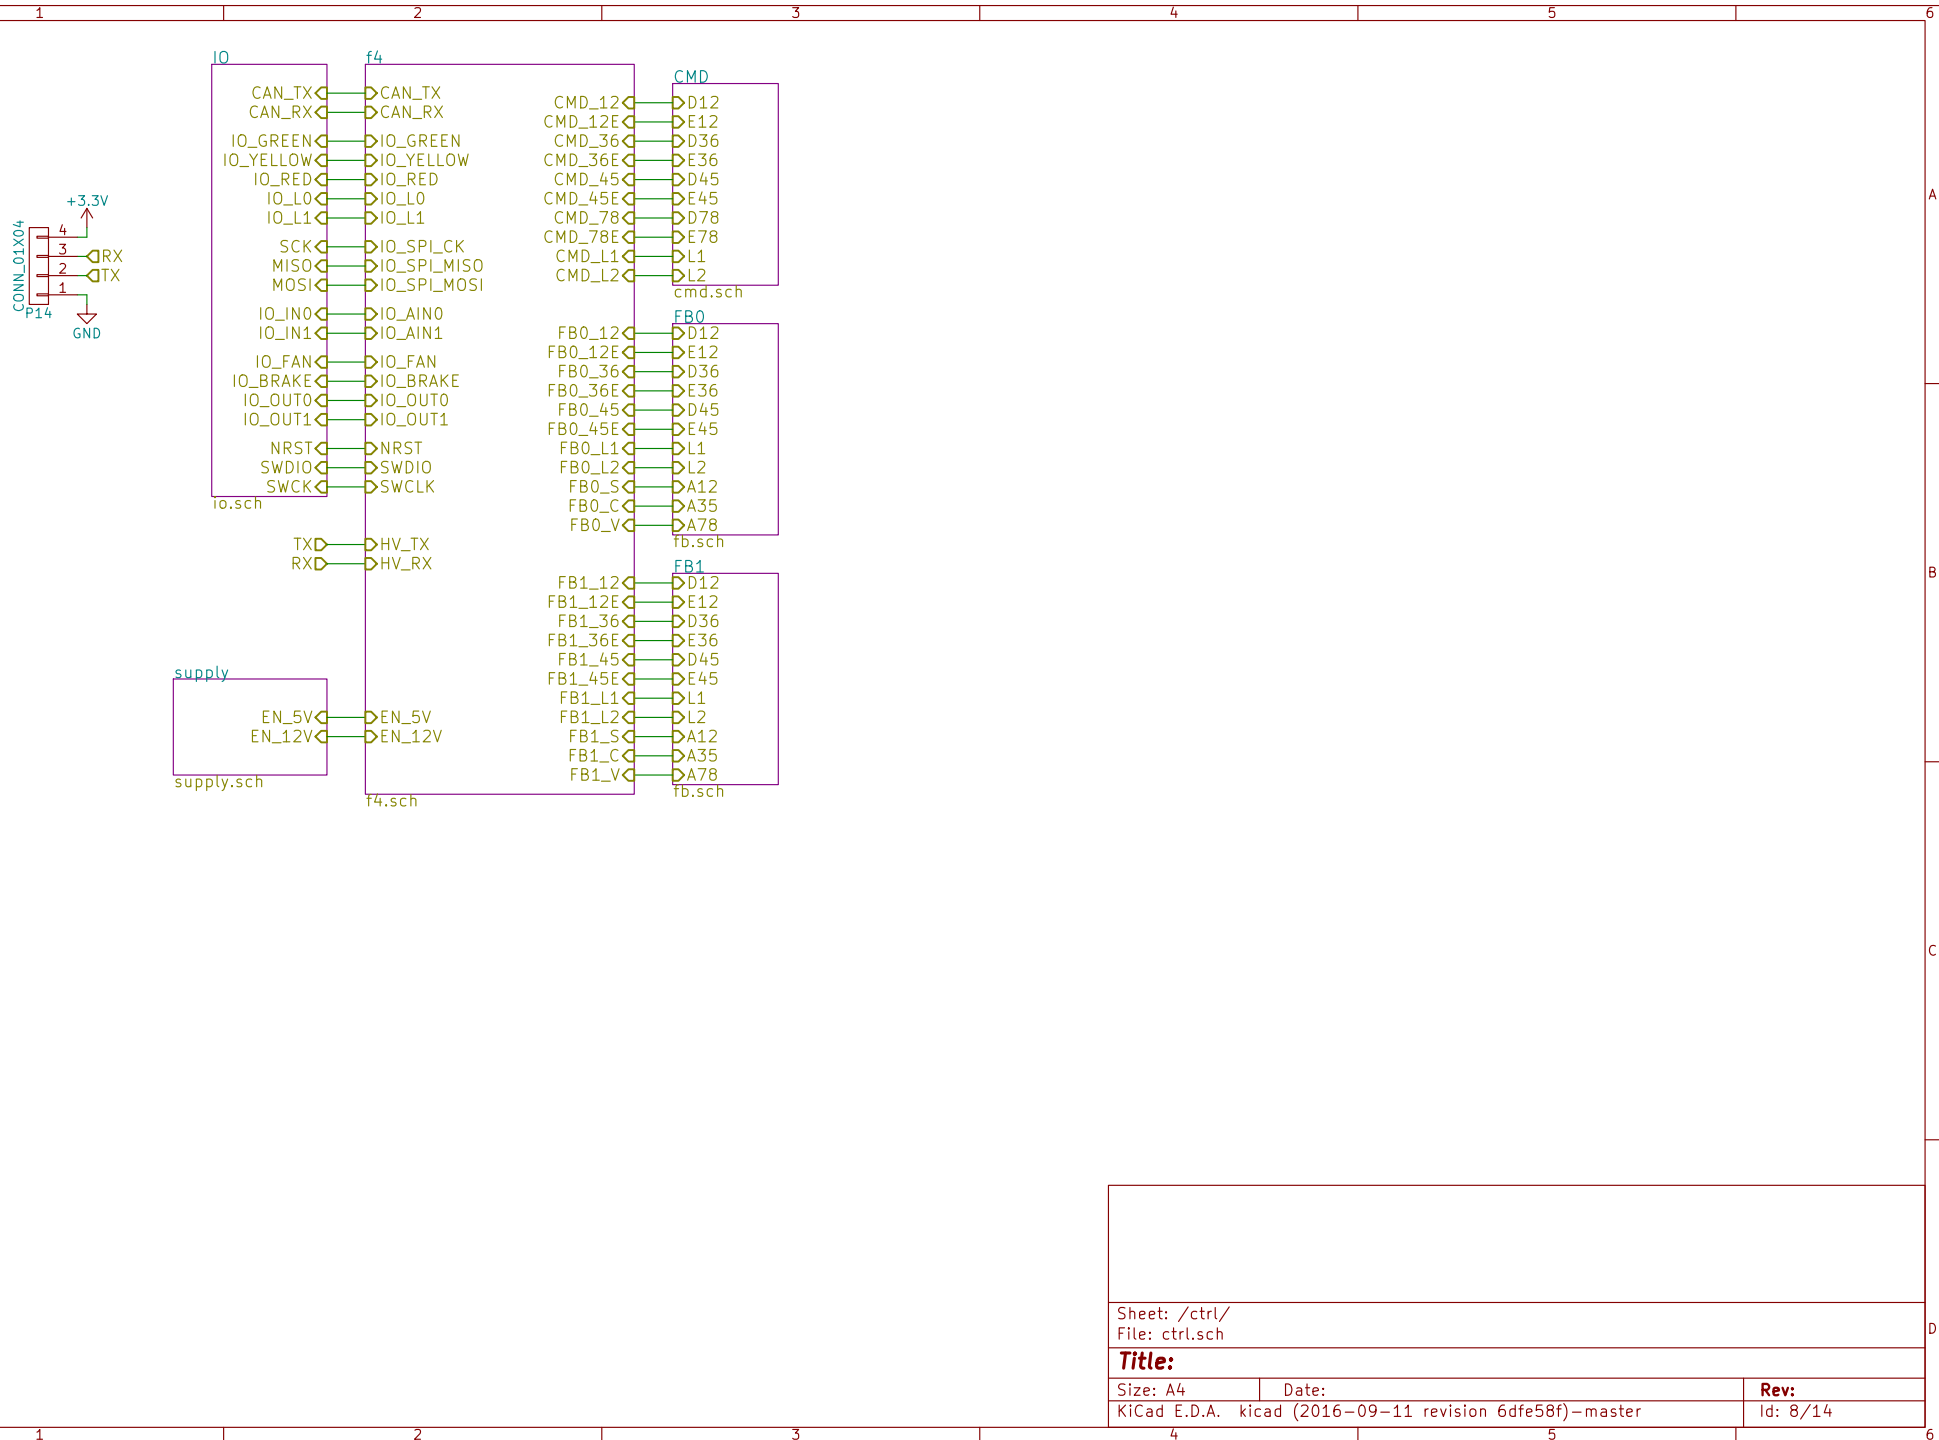 1 2 3 4 5 6
IO
CAN_TX
CAN_RX
IO_GREEN
IO_YELLOW
IO_RED
IO_L0
IO_L1
SCK
MISO
MOSI
IO_IN0
IO_IN1
IO_FAN
IO_BRAKE
IO_OUT0
IO_OUT1
NRST
SWDIO
SWCK
io.sch
+3.3V
CONN_01X04
4
3 RX
2 TX
1
P14
GND
TX
RX
supply
EN_5V
EN_12V
supply.sch
f4
CAN_TX
CAN_RX
IO_GREEN
IO_YELLOW
IO_RED
IO_L0
IO_L1
IO_SPI_CK
IO_SPI_MISO
IO_SPI_MOSI
IO_AIN0
IO_AIN1
IO_FAN
IO_BRAKE
IO_OUT0
IO_OUT1
NRST
SWDIO
SWCLK
HV_TX
HV_RX
EN_5V
EN_12V
f4.sch
CMD_12
CMD_12E
CMD_36
CMD_36E
CMD_45
CMD_45E
CMD_78
CMD_78E
CMD_L1
CMD_L2
FB0_12
FB0_12E
FB0_36
FB0_36E
FB0_45
FB0_45E
FB0_L1
FB0_L2
FB0_S
FB0_C
FB0_V
FB1_12
FB1_12E
FB1_36
FB1_36E
FB1_45
FB1_45E
FB1_L1
FB1_L2
FB1_S
FB1_C
FB1_V
CMD
D12
E12
D36
E36
D45
E45
D78
E78
L1
L2
cmd.sch
FB0
D12
E12
D36
E36
D45
E45
L1
L2
A12
A35
A78
fb.sch
FB1
D12
E12
D36
E36
D45
E45
L1
L2
A12
A35
A78
fb.sch
A
B
C
D
Sheet: /ctrl/
File: ctrl.sch
Title:
Size: A4 Date: Rev:
KiCad E.D.A. kicad (2016-09-11 revision 6dfe58f)-master Id: 8/14
1 2 3 4 5 6